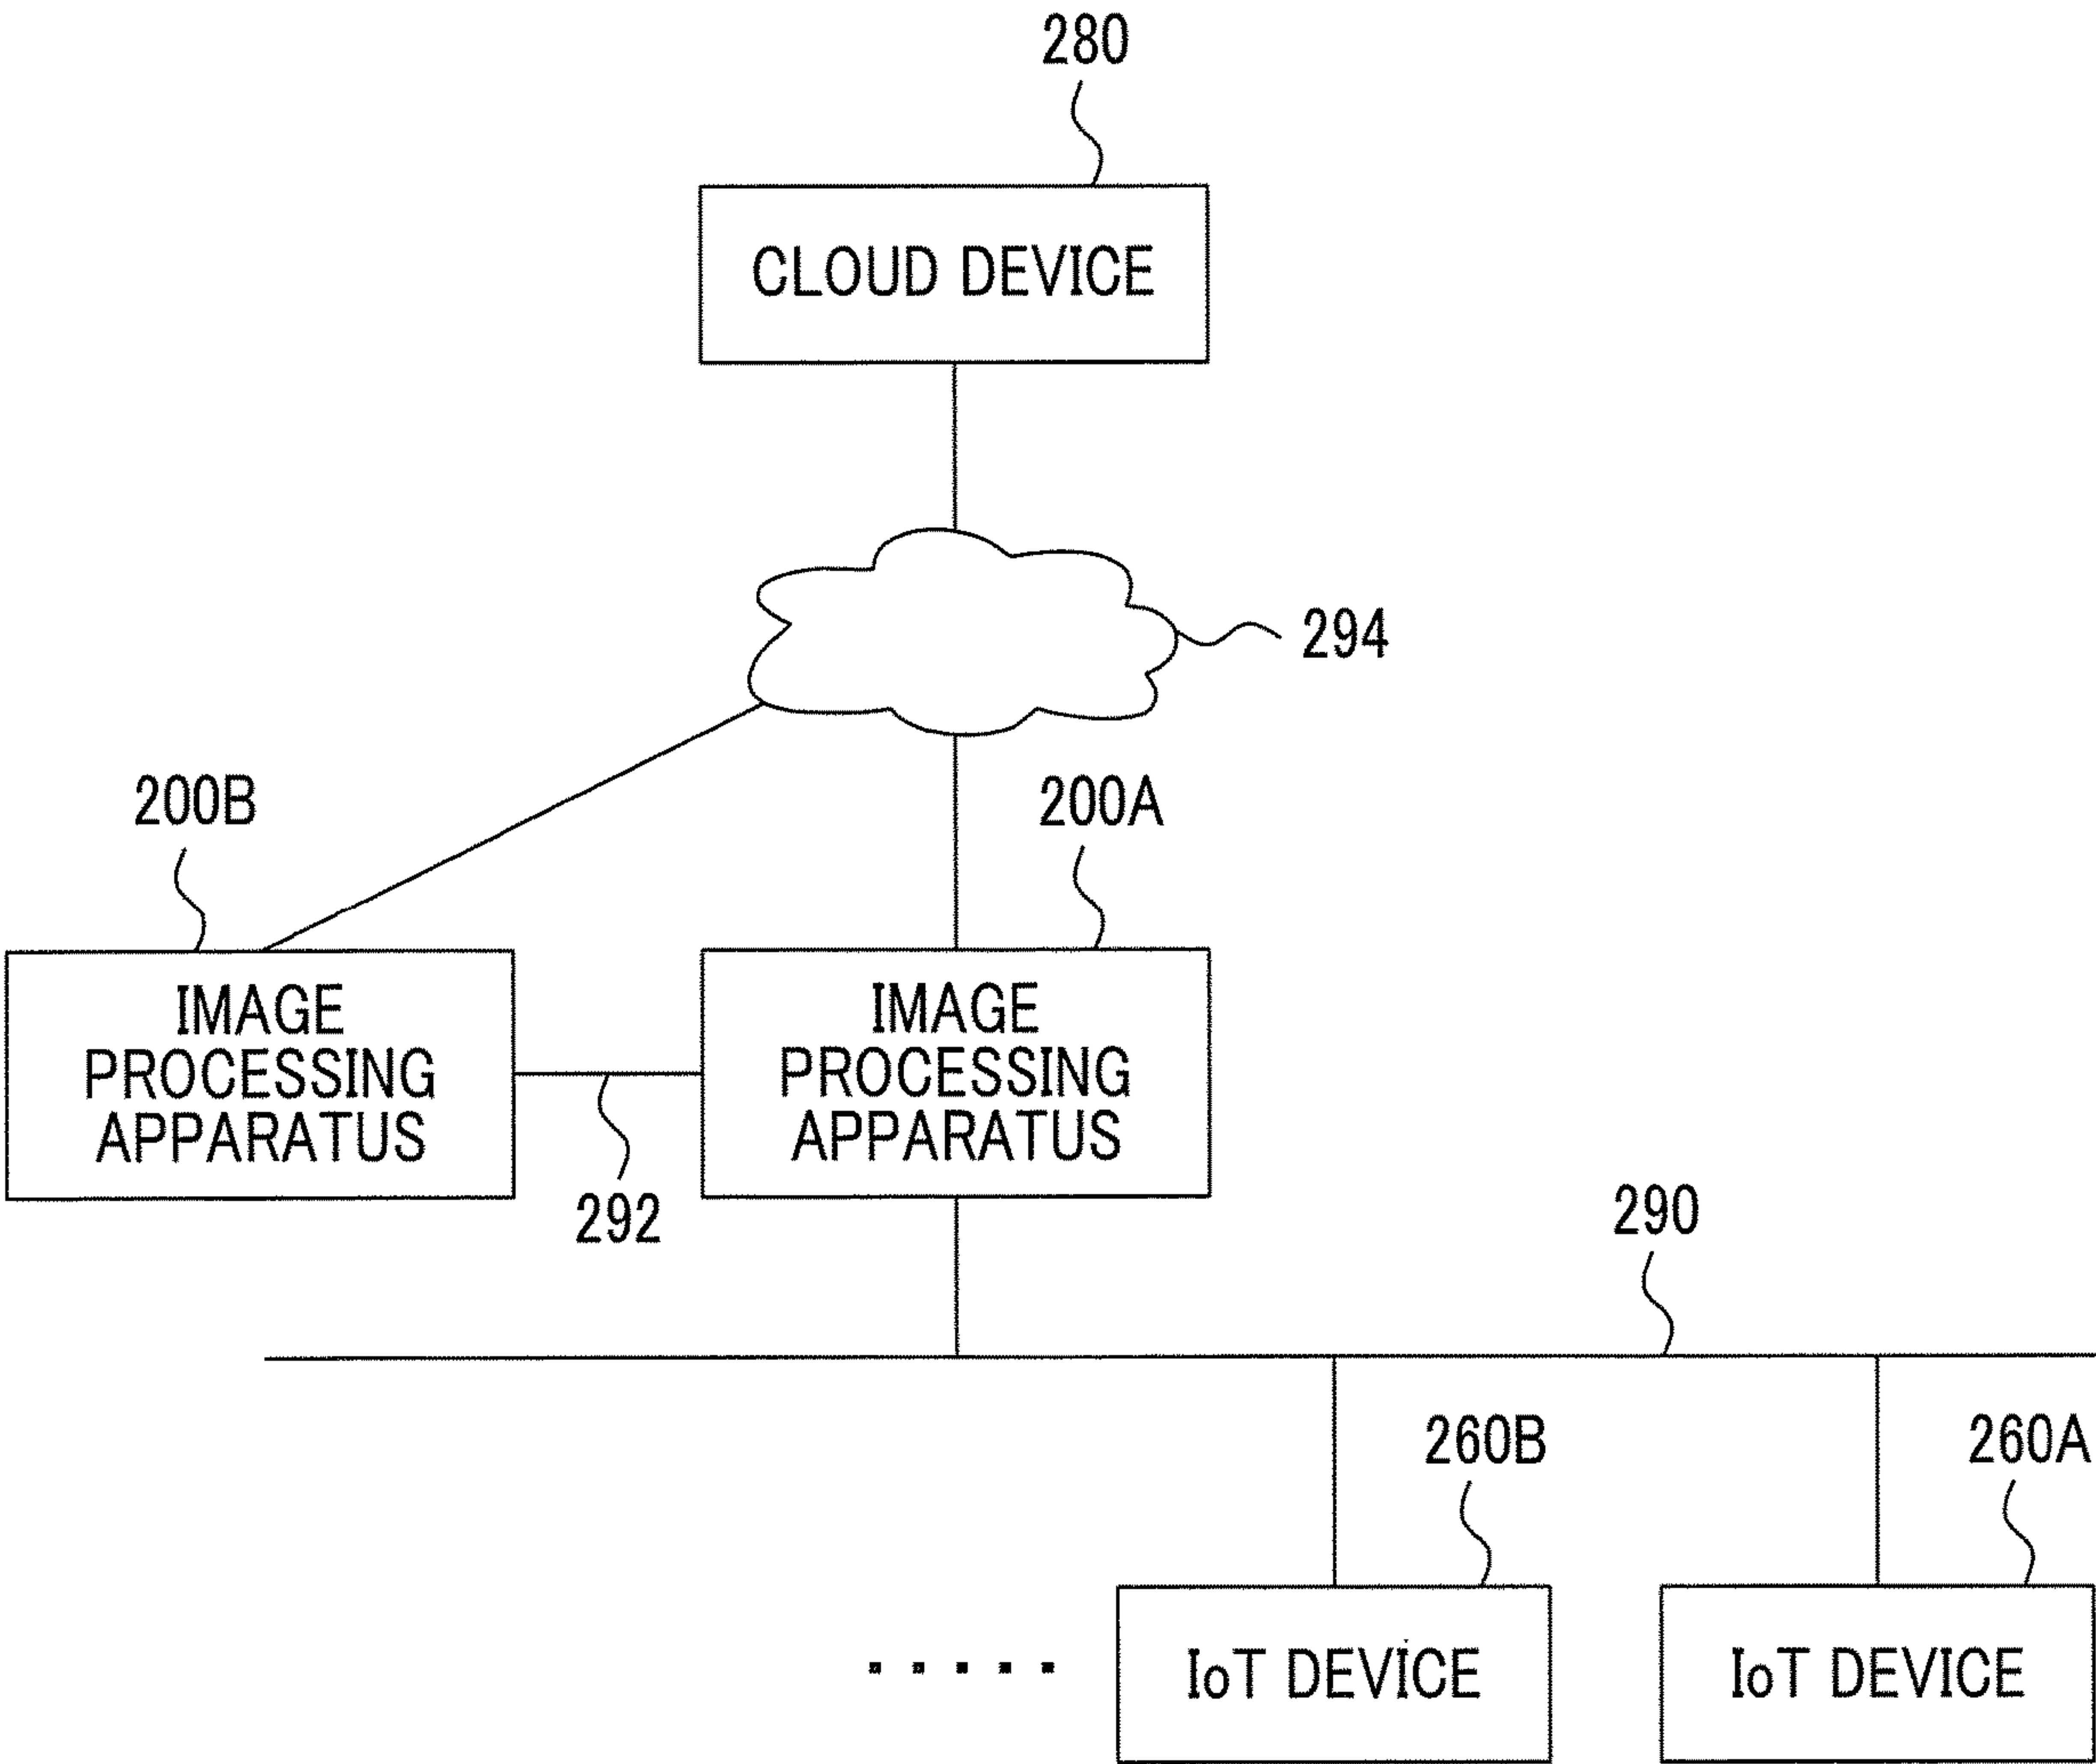 280
CLOUD DEVICE
294
200B
200A
IMAGE
PROCESSING
APPARATUS
IMAGE
PROCESSING
APPARATUS
292
290
260B
260A
IoT DEVICE
IoT DEVICE